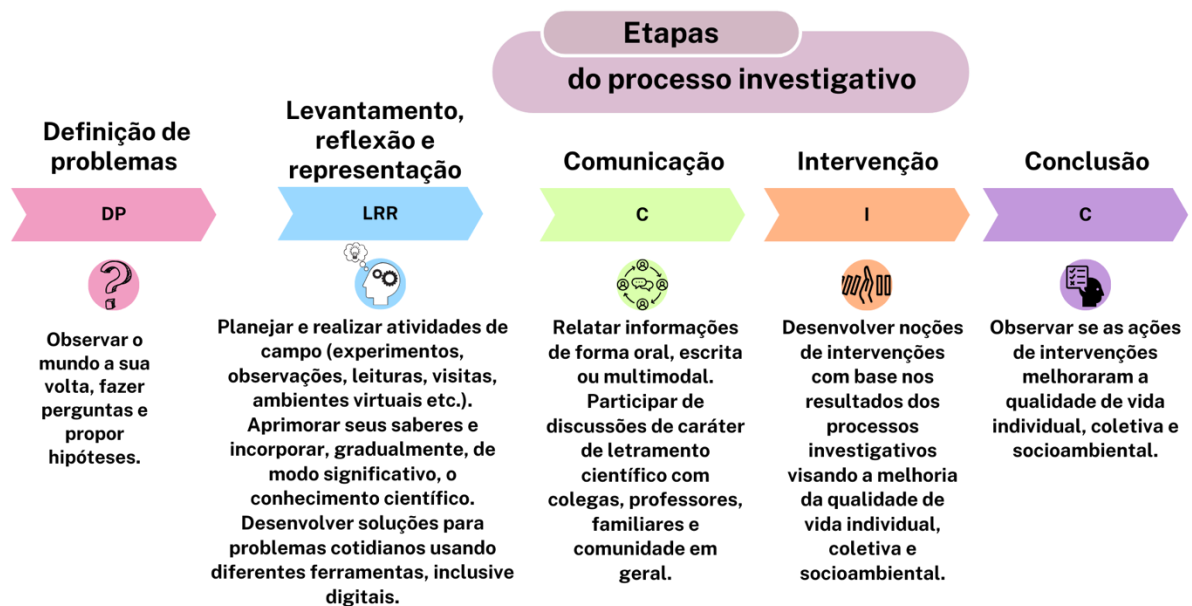 Etapas
do processo investigativo
Definição de
problemas
DP
Observar o
mundo a sua
volta, fazer
perguntas e
propor
hipóteses.
Levantamento,
reflexão e
representação
LRR
Planejar e realizar atividades de
campo (experimentos,
observações, leituras, visitas,
ambientes virtuais etc.).
Aprimorar seus saberes e
incorporar, gradualmente, de
modo significativo, o
conhecimento científico.
Desenvolver soluções para
problemas cotidianos usando
diferentes ferramentas, inclusive
digitais.
Comunicação
C
Relatar informações
de forma oral, escrita
ou multimodal.
Participar de
discussões de caráter
de letramento
científico com
colegas, professores,
familiares e
comunidade em
geral.
Intervenção
I
Desenvolver noções
de intervenções
com base nos
resultados dos
processos
investigativos
visando a melhoria
da qualidade de
vida individual,
coletiva e
socioambiental.
Conclusão
C
Observar se as ações
de intervenções
melhoraram a
qualidade de vida
individual, coletiva e
socioambiental.